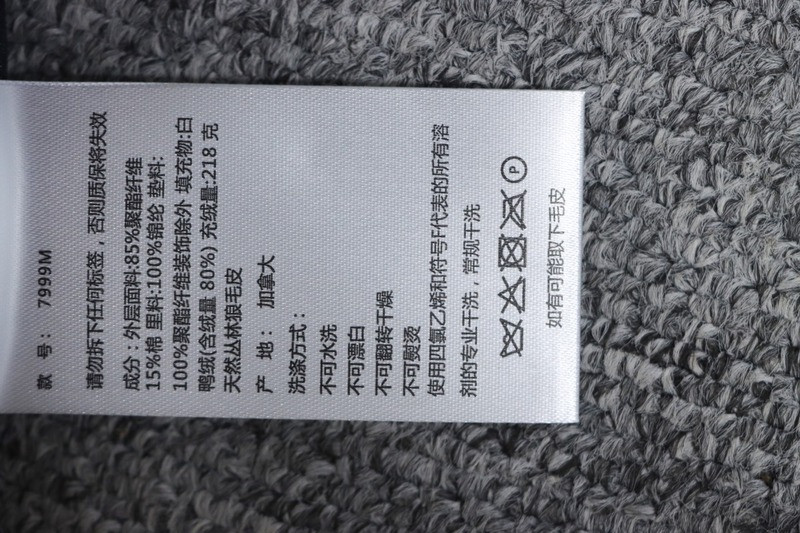 款 号： 7999M
请勿拆下任何标签，否则质保将失效
成分：外层面料:85%聚酯纤维
15%棉 里料:100%锦纶 垫料:
100%聚酯纤维装饰除外 填充物:白
鸭绒(含绒量 80%) 充绒量:218 克
天然丛林狼毛皮
产 地： 加拿大
洗涤方式：
不可水洗
不可漂白
不可翻转干燥
不可熨烫
使用四氯乙烯和符号F代表的所有溶
剂的专业干洗，常规干洗
P
如有可能取下毛皮